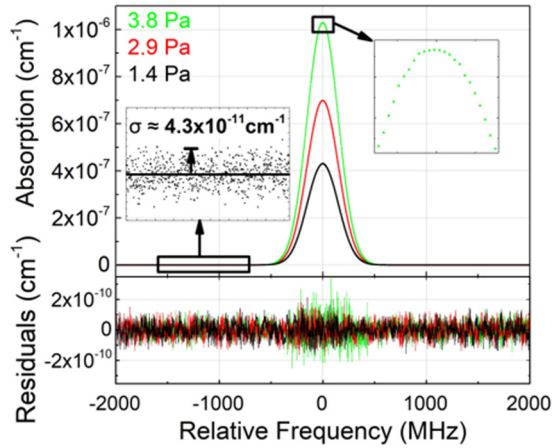 3.8 Pa
2.9 Pa
1.4 Pa
σ ≈ 4.3x10⁻¹¹cm⁻¹
Absorption (cm⁻¹)
1x10⁻⁶
8x10⁻⁷
6x10⁻⁷
4x10⁻⁷
2x10⁻⁷
0
Residuals (cm⁻¹)
2x10⁻¹⁰
0
-2x10⁻¹⁰
-2000 -1000 0 1000 2000
Relative Frequency (MHz)